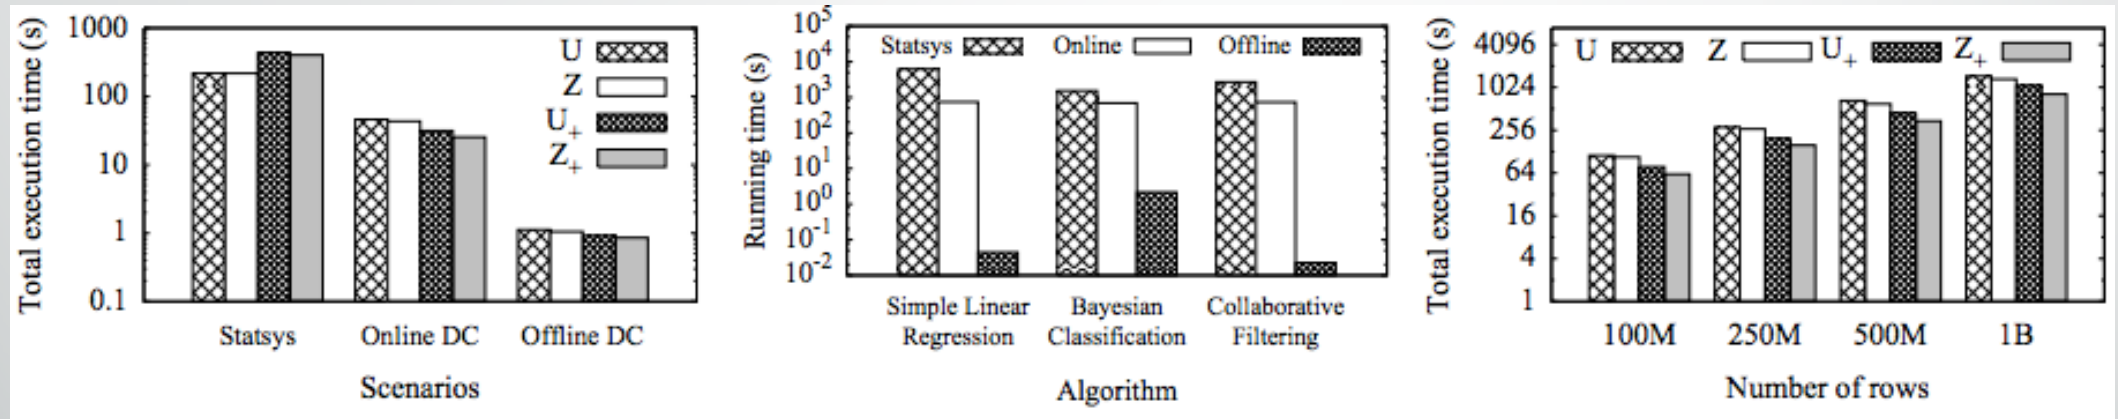 Total execution time (s)
1000
100
10
1
0.1
U
Z
U+
Z+
Statsys
Online DC
Offline DC
Scenarios
Running time (s)
10^5
10^4
10^3
10^2
10^1
10^0
10^-1
10^-2
Statsys Online Offline
Simple Linear Regression
Bayesian Classification
Collaborative Filtering
Algorithm
Total execution time (s)
4096
1024
256
64
16
4
1
U Z U+ Z+
100M 250M 500M 1B
Number of rows